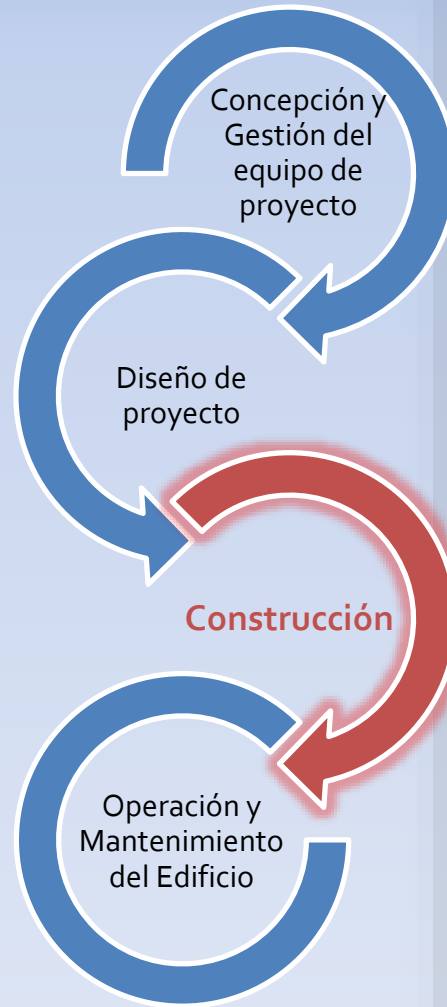 Concepción y
Gestión del
equipo de
proyecto
Diseño de
proyecto
Construcción
Operación y
Mantenimiento
del Edificio